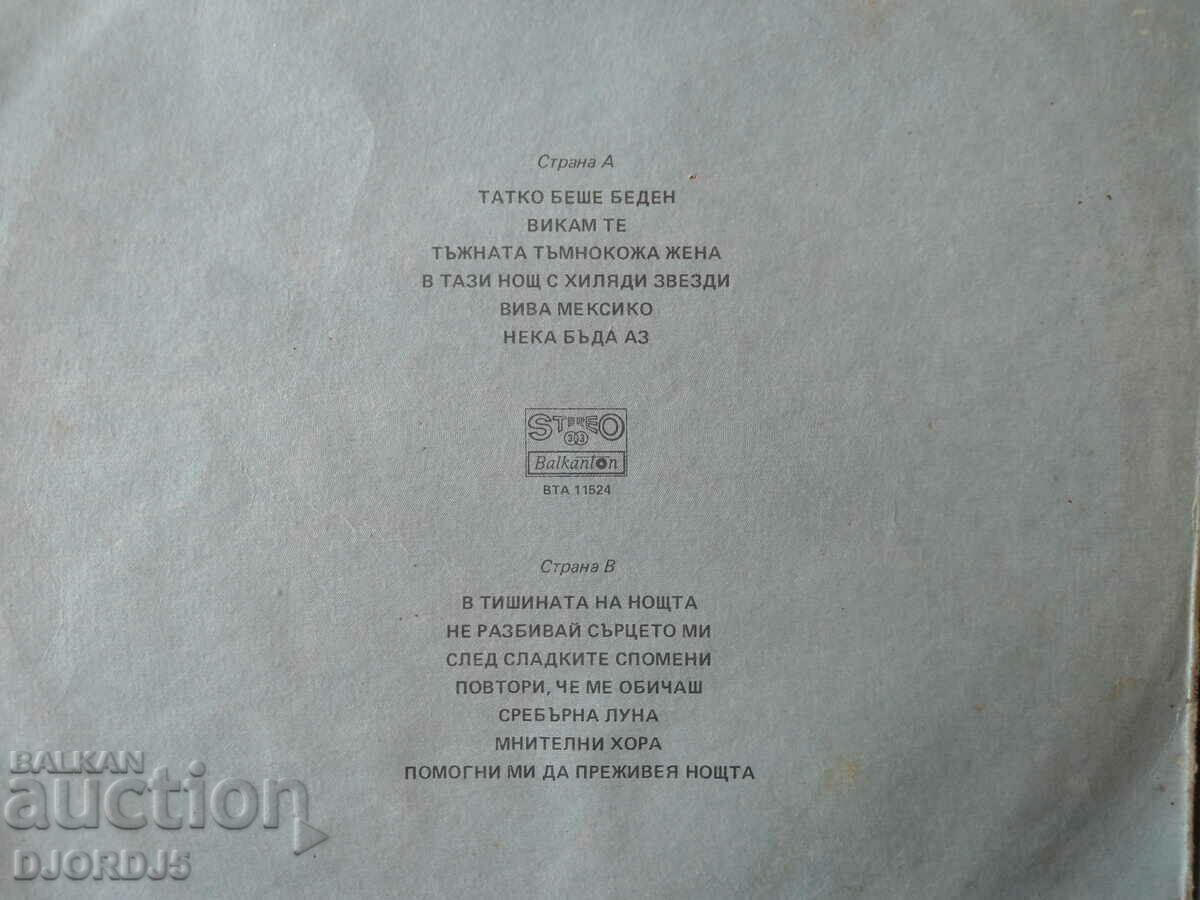 Страна А
ТАТКО БЕШЕ БЕДЕН
ВИКАМ ТЕ
ТЪЖНАТА ТЪМНОКОЖА ЖЕНА
В ТАЗИ НОЩ С ХИЛЯДИ ЗВЕЗДИ
ВИВА МЕКСИКО
НЕКА БЪДА АЗ
STEREO
33
Balkanton
ВТА 11524
Страна В
В ТИШИНАТА НА НОЩТА
НЕ РАЗБИВАЙ СЪРЦЕТО МИ
СЛЕД СЛАДКИТЕ СПОМЕНИ
ПОВТОРИ, ЧЕ МЕ ОБИЧАШ
СРЕБЪРНА ЛУНА
МНИТЕЛНИ ХОРА
ПОМОГНИ МИ ДА ПРЕЖИВЕЯ НОЩТА
BALKAN
auction
DJORDJ5